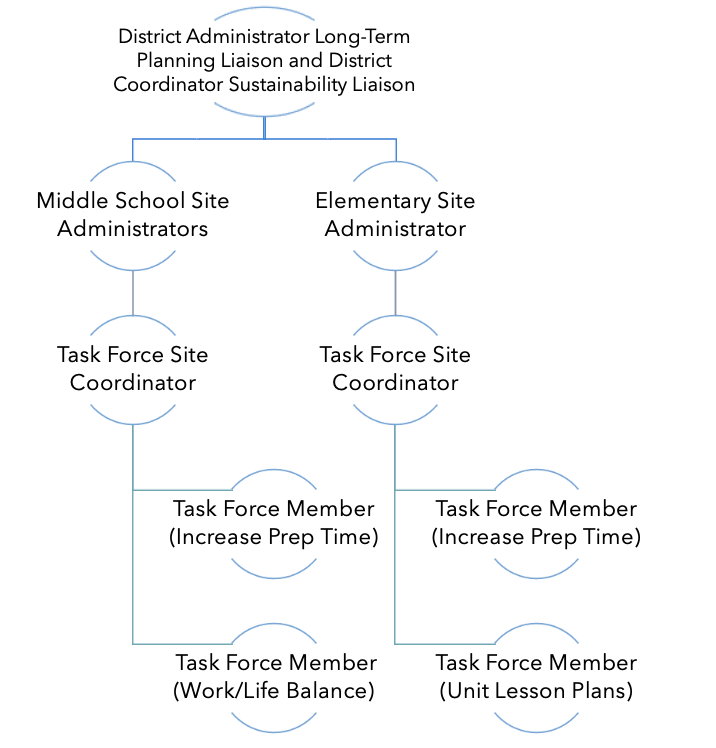 District Administrator Long-Term
Planning Liaison and District
Coordinator Sustainability Liaison
Middle School Site
Administrators
Elementary Site
Administrator
Task Force Site
Coordinator
Task Force Site
Coordinator
Task Force Member
(Increase Prep Time)
Task Force Member
(Increase Prep Time)
Task Force Member
(Work/Life Balance)
Task Force Member
(Unit Lesson Plans)